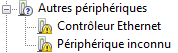 Autres périphériques
Contrôleur Ethernet
Périphérique inconnu